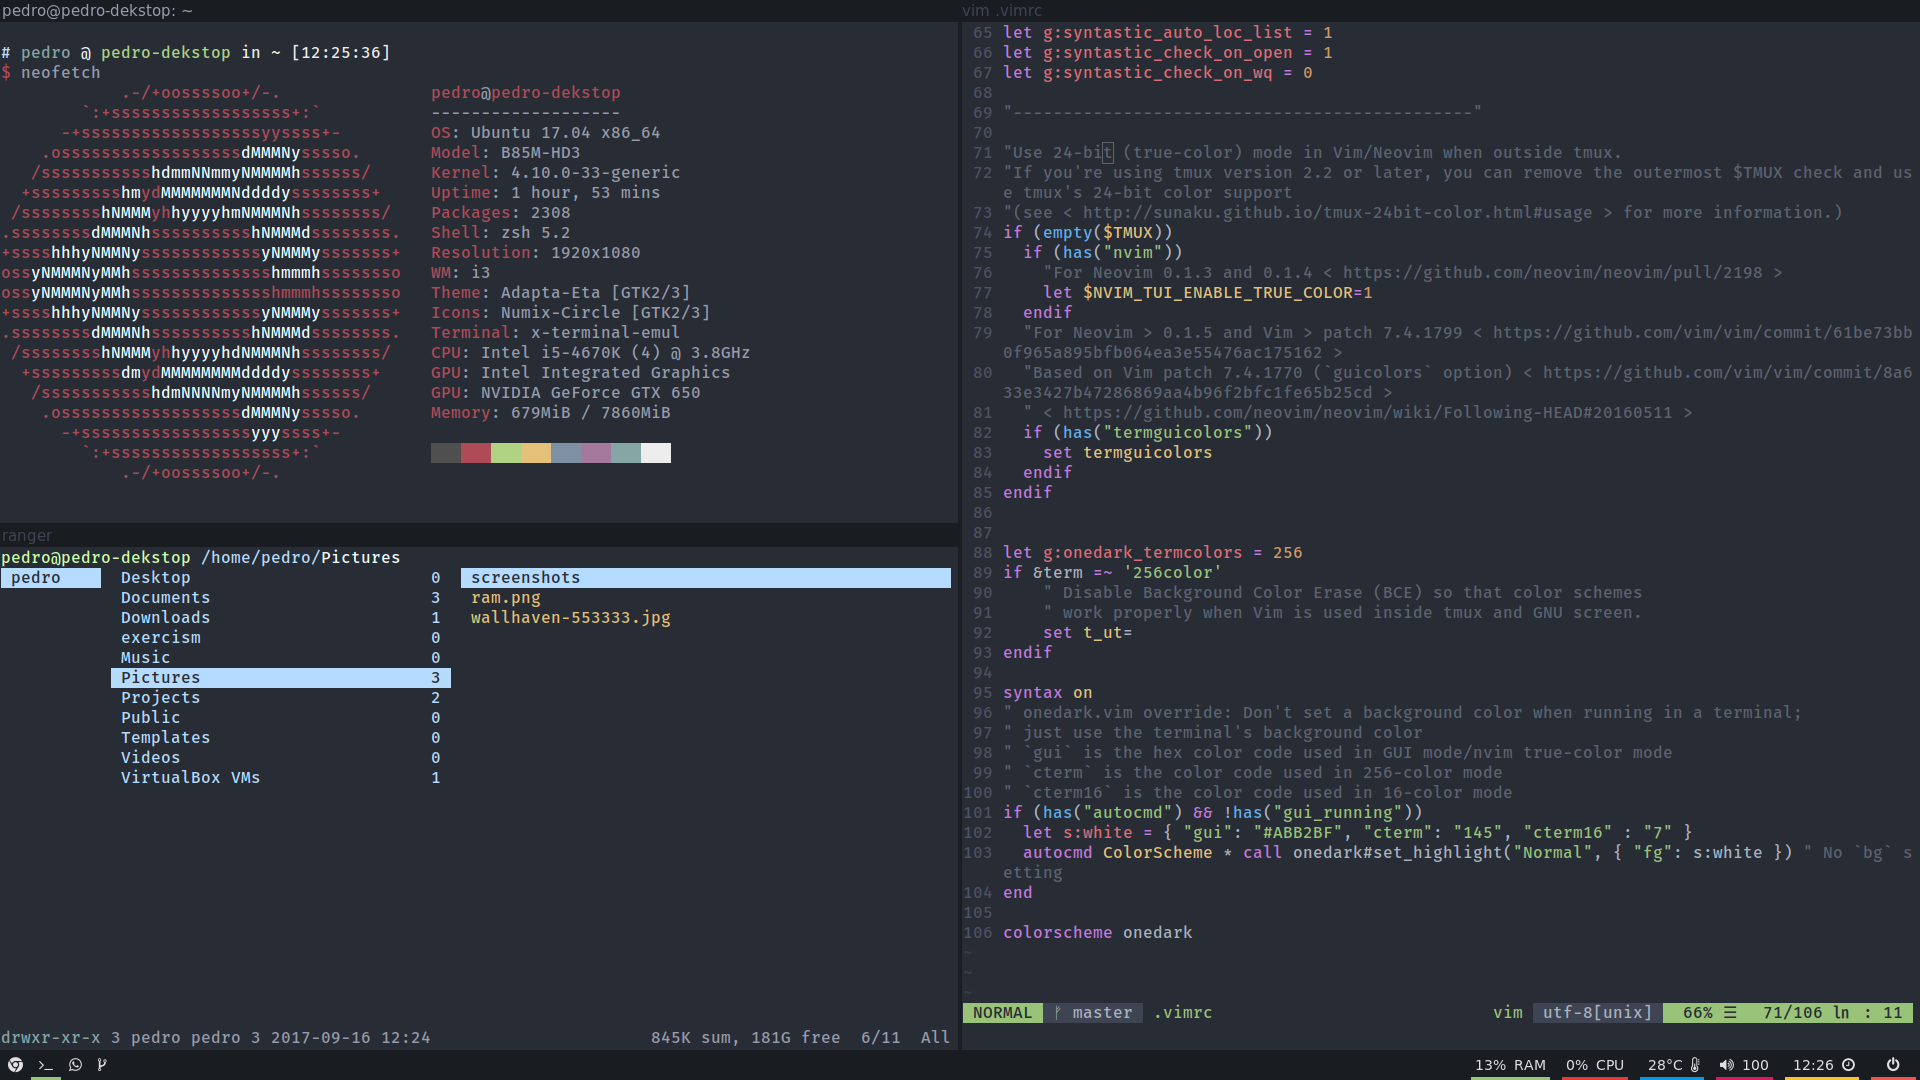 pedro@pedro-dekstop: ~
# pedro @ pedro-dekstop in ~ [12:25:36]
$ neofetch
.-/+oossssoo+/-.
`:+ssssssssssssssssss+:`
-+ssssssssssssssssssyyssss+-
.ossssssssssssssssssdMMMNysssso.
/ssssssssssshdmmNNmmyNMMMMhssssss/
+ssssssssshmydMMMMMMMNddddyssssssss+
/sssssssshNMMMyhhyyyyhmNMMMNhssssssss/
.ssssssssdMMMNhsssssssssshNMMMdssssssss.
+sssshhhyNMMNyssssssssssssyNMMMysssssss+
ossyNMMMNyMMhsssssssssssssshmmmhssssssso
ossyNMMMNyMMhsssssssssssssshmmmhssssssso
+sssshhhyNMMNyssssssssssssyNMMMysssssss+
.ssssssssdMMMNhsssssssssshNMMMdssssssss.
/sssssssshNMMMyhhyyyyhdNMMMNhssssssss/
+sssssssssdmydMMMMMMMMddddyssssssss+
/ssssssssssshdmNNNNmyNMMMMhssssss/
.ossssssssssssssssssdMMMNysssso.
-+sssssssssssssssssyyyssss+-
`:+ssssssssssssssssss+:`
.-/+oossssoo+/-.
pedro@pedro-dekstop
-------------------
OS: Ubuntu 17.04 x86_64
Model: B85M-HD3
Kernel: 4.10.0-33-generic
Uptime: 1 hour, 53 mins
Packages: 2308
Shell: zsh 5.2
Resolution: 1920x1080
WM: i3
Theme: Adapta-Eta [GTK2/3]
Icons: Numix-Circle [GTK2/3]
Terminal: x-terminal-emul
CPU: Intel i5-4670K (4) @ 3.8GHz
GPU: Intel Integrated Graphics
GPU: NVIDIA GeForce GTX 650
Memory: 679MiB / 7860MiB
ranger
pedro@pedro-dekstop /home/pedro/Pictures
pedro
Desktop 0
Documents 3
Downloads 1
exercism 0
Music 0
Pictures 3
Projects 2
Public 0
Templates 0
Videos 0
VirtualBox VMs 1
screenshots
ram.png
wallhaven-553333.jpg
drwxr-xr-x 3 pedro pedro 3 2017-09-16 12:24 845K sum, 181G free 6/11 All
vim .vimrc
65 let g:syntastic_auto_loc_list = 1
66 let g:syntastic_check_on_open = 1
67 let g:syntastic_check_on_wq = 0
68
69 "----------------------------------------------"
70
71 "Use 24-bit (true-color) mode in Vim/Neovim when outside tmux.
72 "If you're using tmux version 2.2 or later, you can remove the outermost $TMUX check and us
e tmux's 24-bit color support
73 "(see < http://sunaku.github.io/tmux-24bit-color.html#usage > for more information.)
74 if (empty($TMUX))
75 if (has("nvim"))
76 "For Neovim 0.1.3 and 0.1.4 < https://github.com/neovim/neovim/pull/2198 >
77 let $NVIM_TUI_ENABLE_TRUE_COLOR=1
78 endif
79 "For Neovim > 0.1.5 and Vim > patch 7.4.1799 < https://github.com/vim/vim/commit/61be73bb
0f965a895bfb064ea3e55476ac175162 >
80 "Based on Vim patch 7.4.1770 (`guicolors` option) < https://github.com/vim/vim/commit/8a6
33e3427b47286869aa4b96f2bfc1fe65b25cd >
81 " < https://github.com/neovim/neovim/wiki/Following-HEAD#20160511 >
82 if (has("termguicolors"))
83 set termguicolors
84 endif
85 endif
86
87
88 let g:onedark_termcolors = 256
89 if &term =~ '256color'
90 " Disable Background Color Erase (BCE) so that color schemes
91 " work properly when Vim is used inside tmux and GNU screen.
92 set t_ut=
93 endif
94
95 syntax on
96 " onedark.vim override: Don't set a background color when running in a terminal;
97 " just use the terminal's background color
98 " `gui` is the hex color code used in GUI mode/nvim true-color mode
99 " `cterm` is the color code used in 256-color mode
100 " `cterm16` is the color code used in 16-color mode
101 if (has("autocmd") && !has("gui_running"))
102 let s:white = { "gui": "#ABB2BF", "cterm": "145", "cterm16" : "7" }
103 autocmd ColorScheme * call onedark#set_highlight("Normal", { "fg": s:white }) " No `bg` s
etting
104 end
105
106 colorscheme onedark
~
~
~
NORMAL master .vimrc vim utf-8[unix] 66% ☰ 71/106 ln : 11
13% RAM 0% CPU 28°C 100 12:26